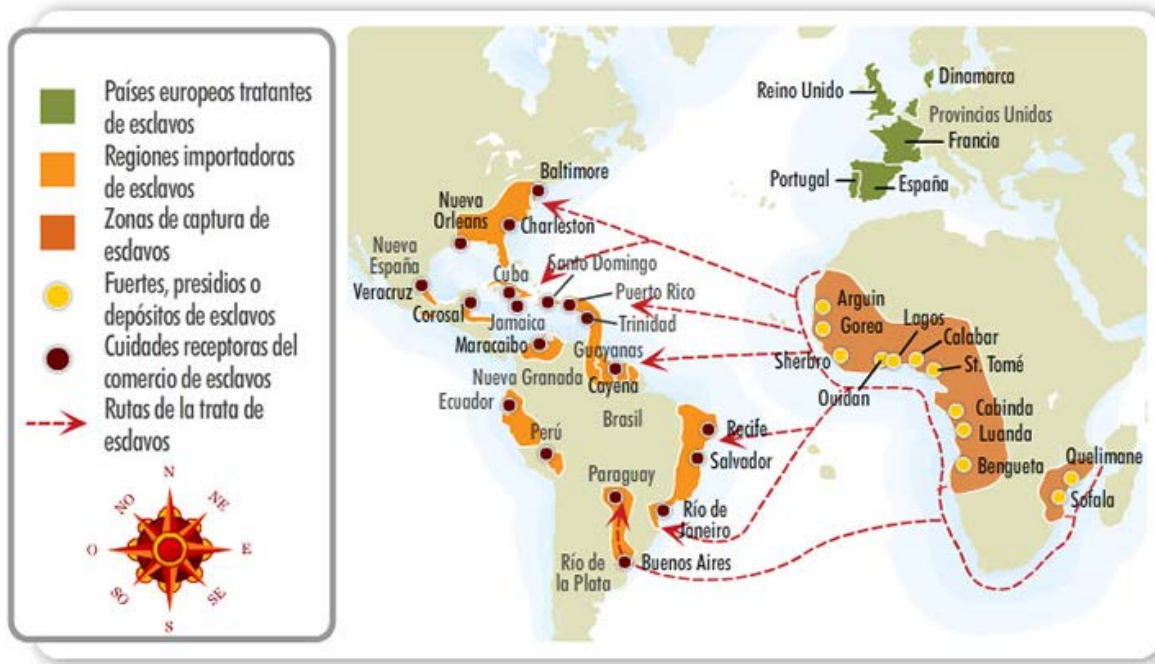 Países europeos tratantes
de esclavos
Regiones importadoras
de esclavos
Zonas de captura de
esclavos
Fuertes, presidios o
depósitos de esclavos
Cuidades receptoras del
comercio de esclavos
Rutas de la trata de
esclavos
N
NE
E
SE
S
SO
O
NO
Reino Unido
Dinamarca
Provincias Unidas
Francia
Portugal
España
Baltimore
Nueva
Orleans
Charleston
Nueva
España
Veracruz
Cuba
Santo Domingo
Puerto Rico
Corosal
Jamaica
Trinidad
Maracaibo
Guayanas
Nueva Granada
Cayena
Ecuador
Brasil
Perú
Recife
Salvador
Paraguay
Río de
Janeiro
Río de
la Plata
Buenos Aires
Arguin
Gorea
Lagos
Calabar
Sherbro
St. Tomé
Ouidan
Cabinda
Luanda
Bengueta
Quelimane
Sofala